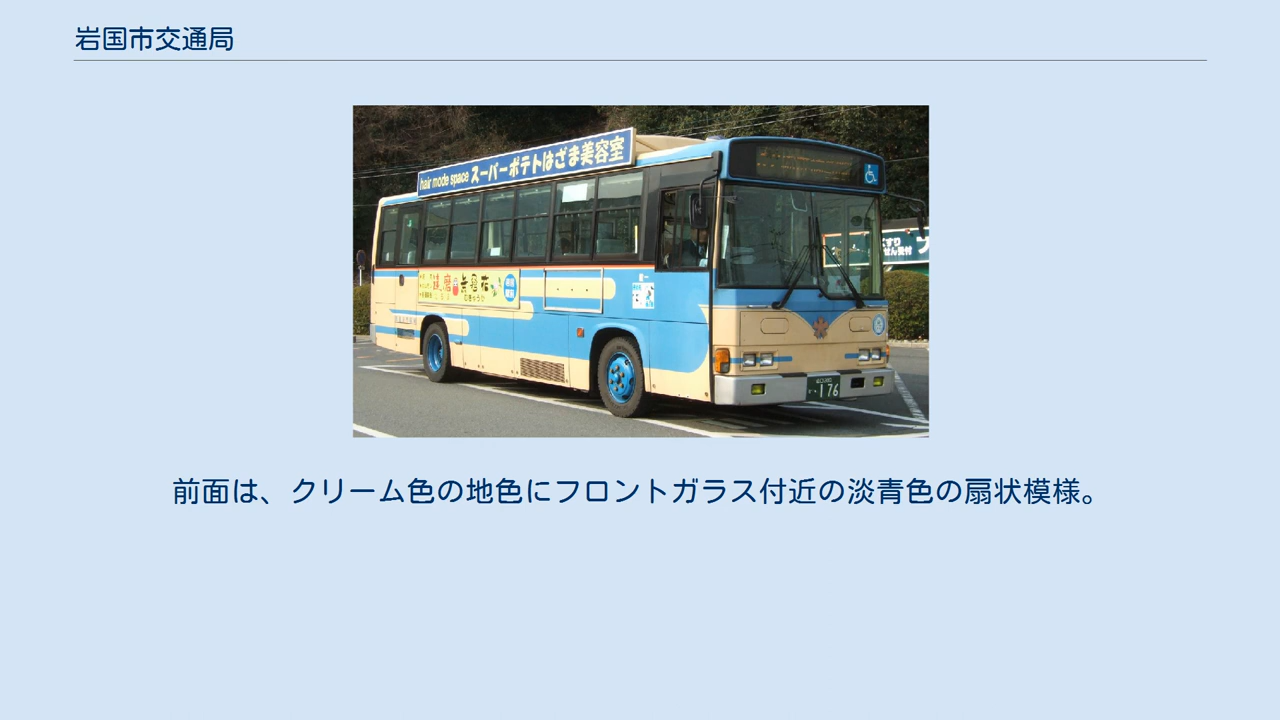 岩国市交通局
hair mode space スーパーポテトはざま美容室
176
前面は、クリーム色の地色にフロントガラス付近の淡青色の扇状模様。